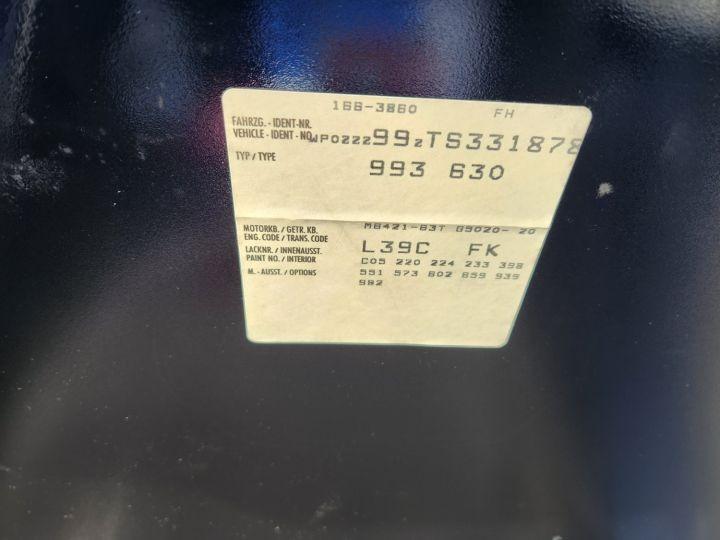 166-3860 FH
FAHRZG. - IDENT-NR.
VEHICLE - IDENT - NO. WP0ZZZ99zTS331878
TYP / TYPE
993 630
MOTORKB. / GETR. KB. M6421-63T G5020- 20
ENG. CODE / TRANS. CODE
LACKNR. / INNENAUSST. L39C FK
PAINT NO. / INTERIOR C05 220 224 233 398
M. - AUSST. / OPTIONS 551 573 602 659 939
982